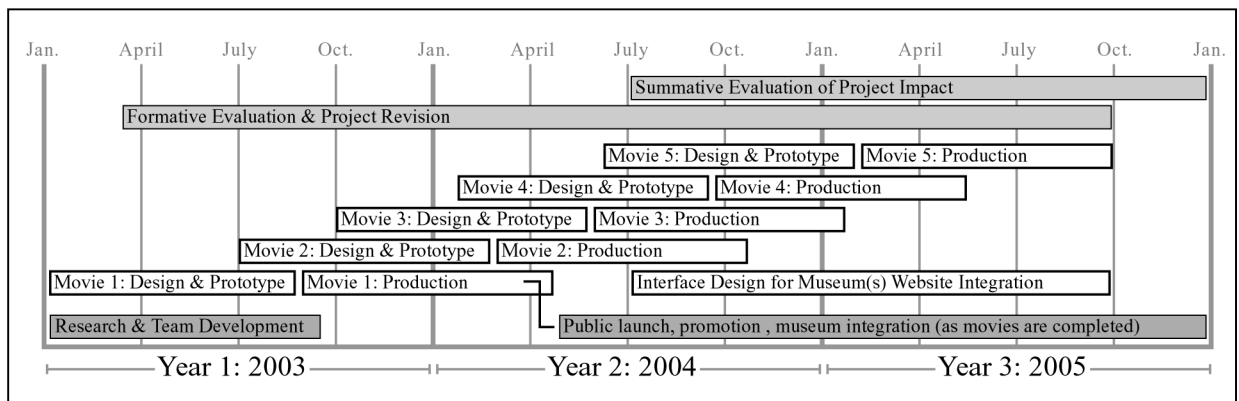 Jan. April July Oct. Jan. April July Oct. Jan. April July Oct. Jan.
Summative Evaluation of Project Impact
Formative Evaluation & Project Revision
Movie 5: Design & Prototype Movie 5: Production
Movie 4: Design & Prototype Movie 4: Production
Movie 3: Design & Prototype Movie 3: Production
Movie 2: Design & Prototype Movie 2: Production
Movie 1: Design & Prototype Movie 1: Production Interface Design for Museum(s) Website Integration
Research & Team Development Public launch, promotion , museum integration (as movies are completed)
Year 1: 2003 Year 2: 2004 Year 3: 2005